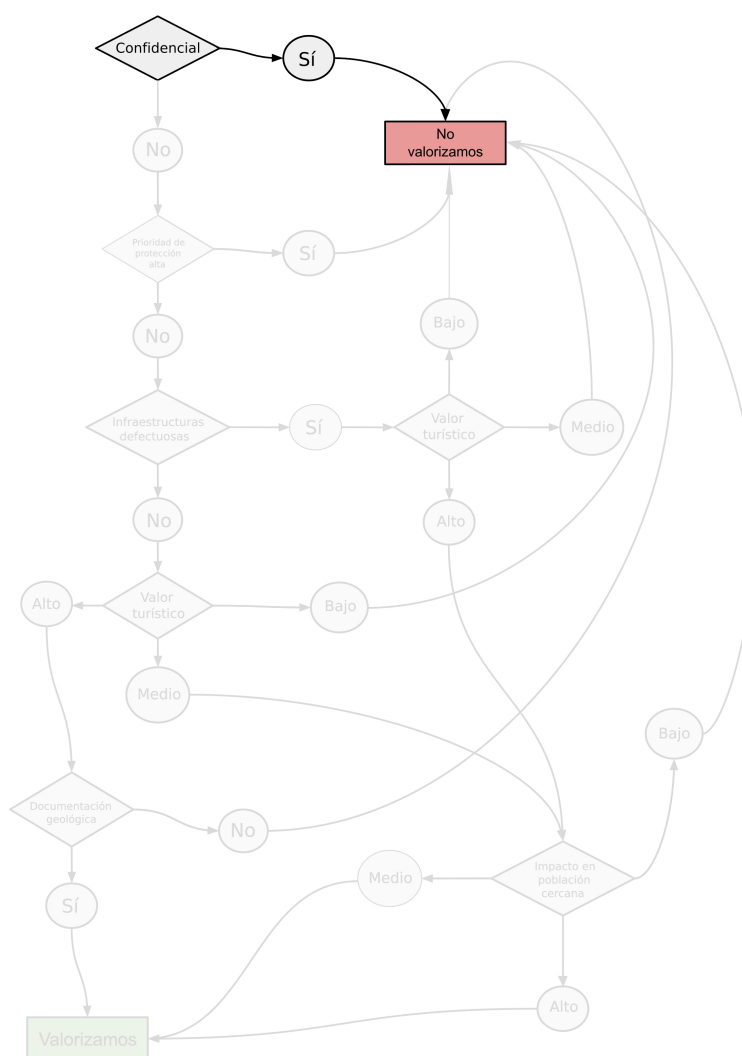 Confidencial
Sí
No
valorizamos
No
Prioridad de
protección
alta
Sí
No
Bajo
Infraestructuras
defectuosas
Sí
Valor
turístico
Medio
No
Alto
Alto
Valor
turístico
Bajo
Medio
Bajo
Documentación
geológica
No
Impacto en
población
cercana
Medio
Sí
Alto
Valorizamos